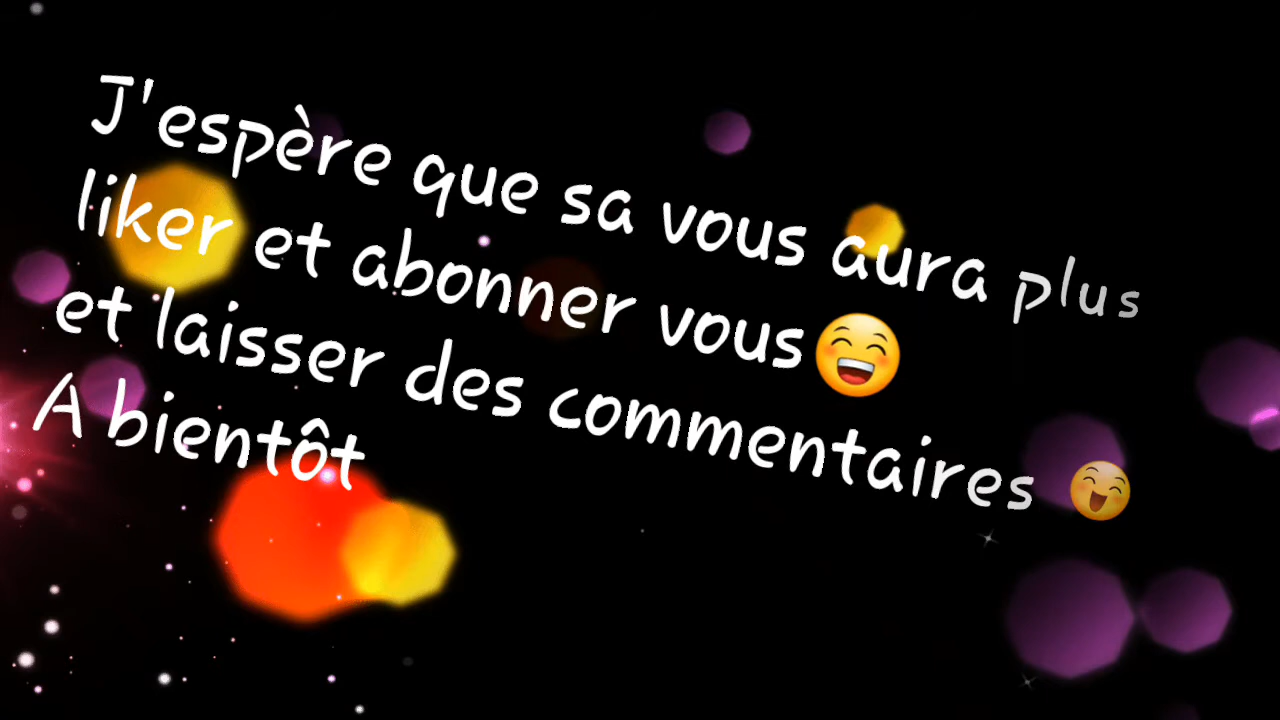 J'espère que sa vous aura plus
liker et abonner vous😁
et laisser des commentaires 😄
A bientôt